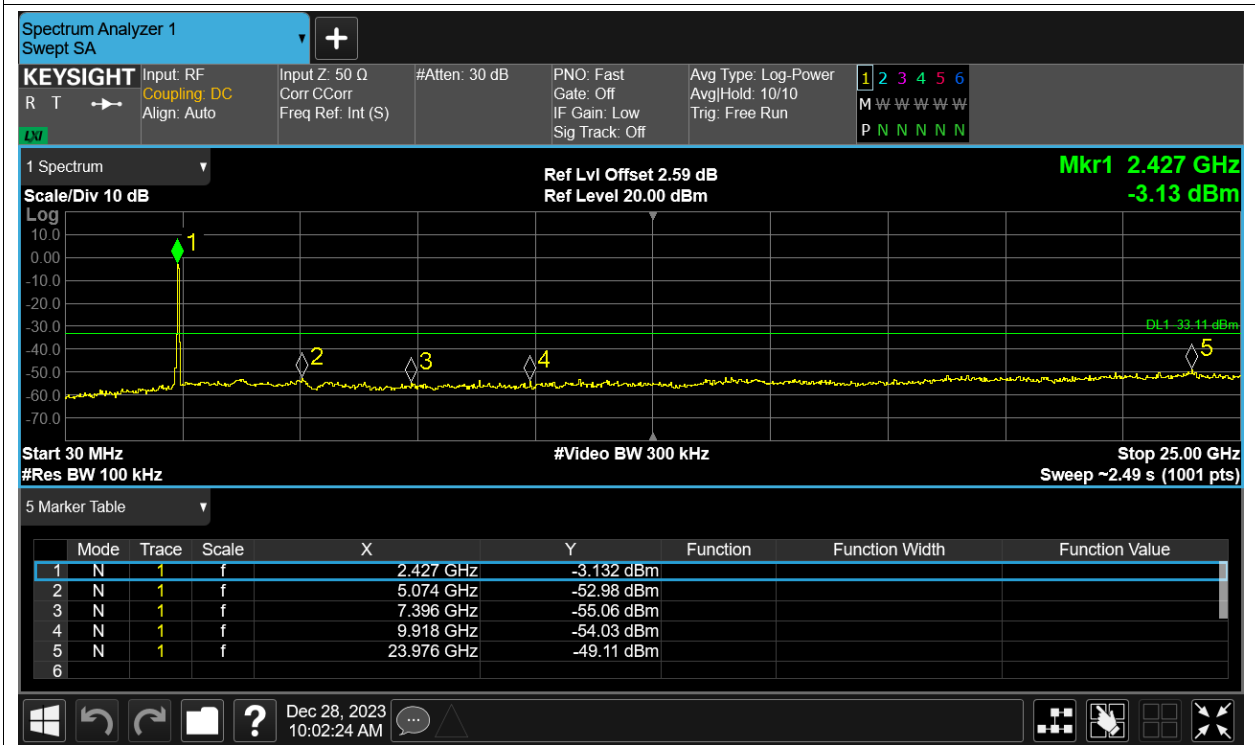 Spectrum Analyzer 1
Swept SA
KEYSIGHT
R T
LXI
Input: RF
Coupling: DC
Align: Auto
Input Z: 50 Ω
Corr CCorr
Freq Ref: Int (S)
#Atten: 30 dB
PNO: Fast
Gate: Off
IF Gain: Low
Sig Track: Off
Avg Type: Log-Power
Avg|Hold: 10/10
Trig: Free Run
1 2 3 4 5 6
M W W W W W W
P N N N N N N
1 Spectrum
Scale/Div 10 dB
Ref Lvl Offset 2.59 dB
Ref Level 20.00 dBm
Mkr1 2.427 GHz
-3.13 dBm
Log
10.0
0.00
-10.0
-20.0
-30.0
-40.0
-50.0
-60.0
-70.0
1
2
3
4
5
DL1 -33.11 dBm
Start 30 MHz
#Res BW 100 kHz
#Video BW 300 kHz
Stop 25.00 GHz
Sweep ~2.49 s (1001 pts)
5 Marker Table
Mode Trace Scale X Y Function Function Width Function Value
1 N 1 f 2.427 GHz -3.132 dBm
2 N 1 f 5.074 GHz -52.98 dBm
3 N 1 f 7.396 GHz -55.06 dBm
4 N 1 f 9.918 GHz -54.03 dBm
5 N 1 f 23.976 GHz -49.11 dBm
6
?
Dec 28, 2023
10:02:24 AM